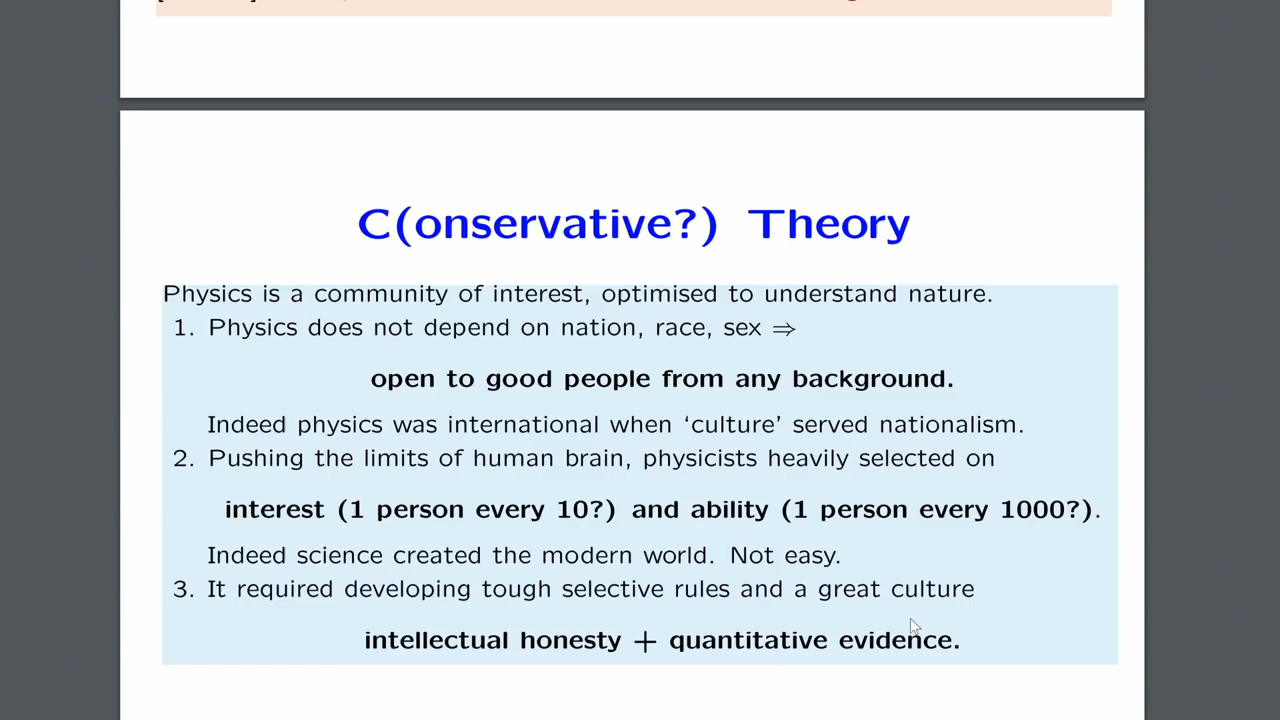 C(onservative?) Theory
Physics is a community of interest, optimised to understand nature.
1. Physics does not depend on nation, race, sex ⇒
open to good people from any background.
Indeed physics was international when ‘culture’ served nationalism.
2. Pushing the limits of human brain, physicists heavily selected on
interest (1 person every 10?) and ability (1 person every 1000?).
Indeed science created the modern world. Not easy.
3. It required developing tough selective rules and a great culture
intellectual honesty + quantitative evidence.